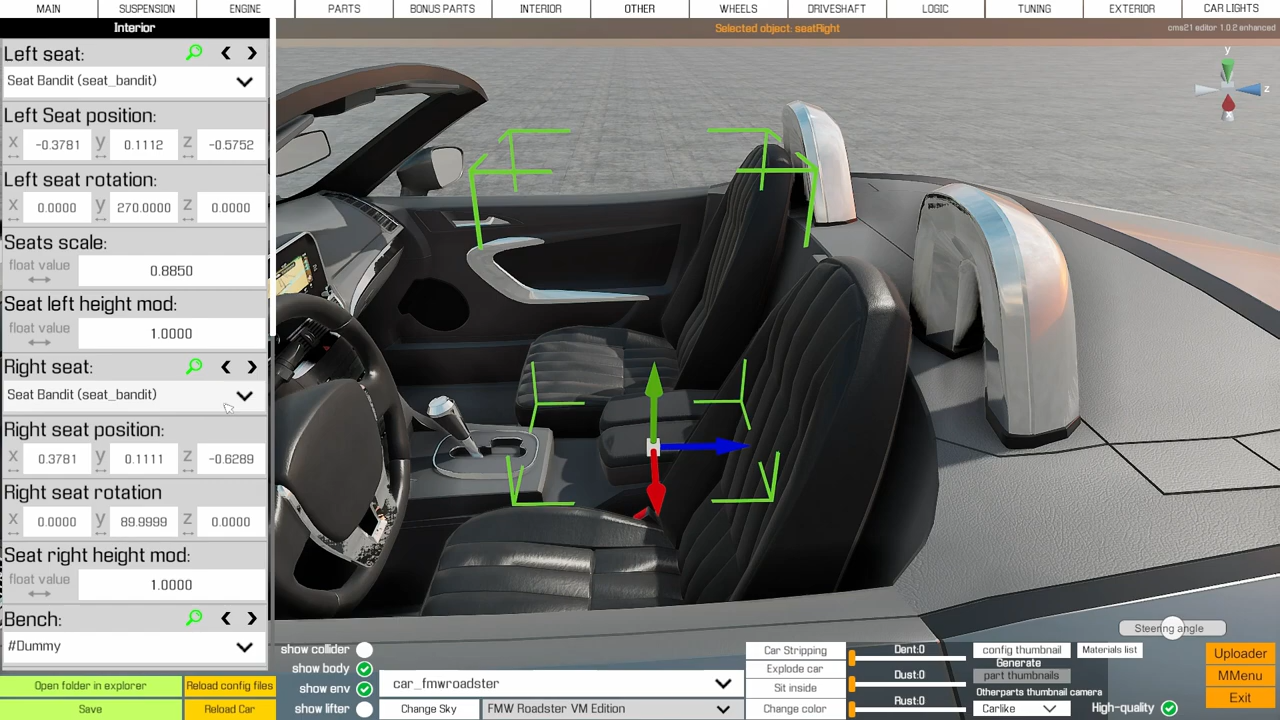 MAIN SUSPENSION ENGINE PARTS BONUS PARTS INTERIOR OTHER WHEELS DRIVESHAFT LOGIC TUNING EXTERIOR CAR LIGHTS
Interior
Selected object: seatRight
cms21 editor 1.0.2 enhanced
y
z
x
Left seat:
Seat Bandit (seat_bandit)
Left Seat position:
x -0.3781 y 0.1112 z -0.5752
Left seat rotation:
x 0.0000 y 270.0000 z 0.0000
Seats scale:
float value 0.8850
Seat left height mod:
float value 1.0000
Right seat:
Seat Bandit (seat_bandit)
Right seat position:
x 0.3781 y 0.1111 z -0.6289
Right seat rotation
x 0.0000 y 89.9999 z 0.0000
Seat right height mod:
float value 1.0000
Bench:
#Dummy
Open folder in explorer Reload config files
Save Reload Car
show collider
show body
show env
show lifter
car_fmwroadster
Change Sky FMW Roadster VM Edition
Car Stripping
Explode car
Sit inside
Change color
Dent:0
Dust:0
Rust:0
Steering angle
config thumbnail Materials list
Generate
part thumbnails
Otherparts thumbnail camera
Carlike
High-quality
Uploader
MMenu
Exit